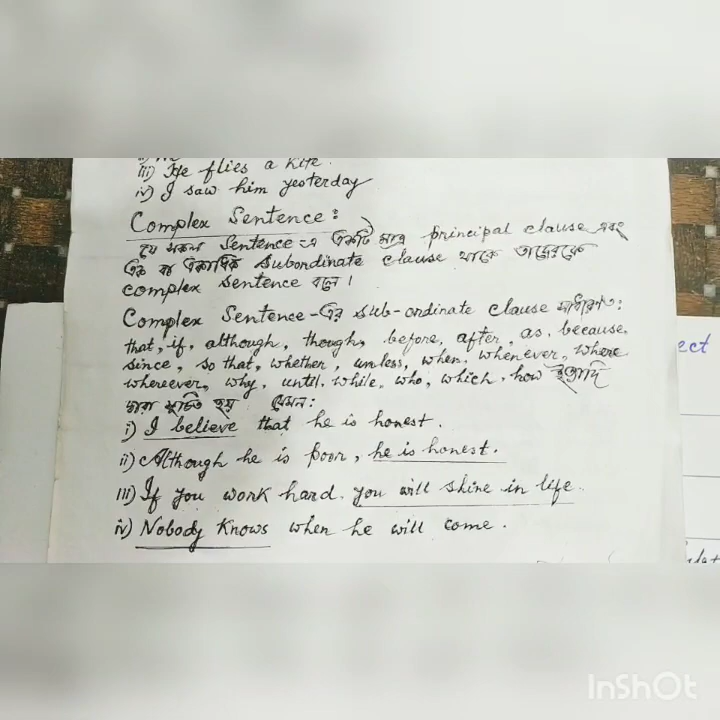 iii) He flies a kite.
iv) I saw him yesterday
Complex Sentence:
যে সকল Sentence-এ একটি মাত্র principal clause এবং
এক বা একাধিক subordinate clause থাকে তাদেরকে
complex sentence বলে।
Complex Sentence-এর sub-ordinate clause সাধারণত:
that, if, although, though, before, after, as, because,
since, so that, whether, unless, when, whenever, where
whereever, why, until, while, who, which, how ইত্যাদি
দ্বারা সূচিত হয় যেমন:
i) I believe that he is honest.
ii) Although he is poor, he is honest.
iii) If you work hard you will shine in life.
iv) Nobody knows when he will come.
ect
InShOt